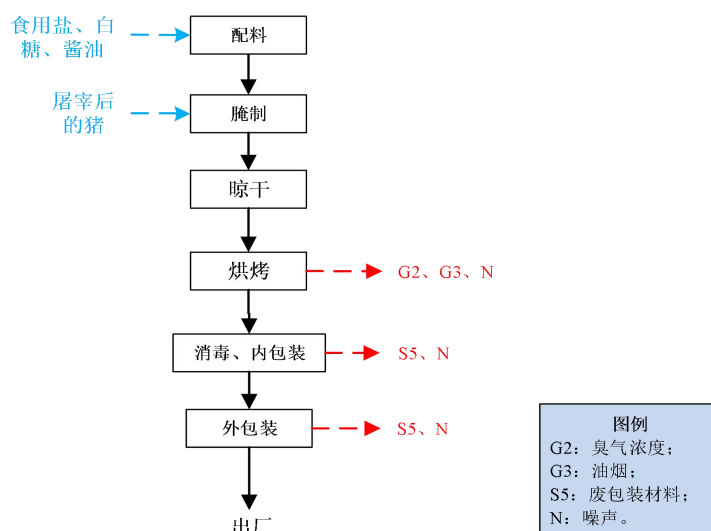 食用盐、白
糖、酱油
配料
屠宰后
的猪
腌制
晾干
烘烤
G2、G3、N
消毒、内包装
S5、N
外包装
S5、N
出厂
图例
G2：臭气浓度；
G3：油烟；
S5：废包装材料；
N：噪声。